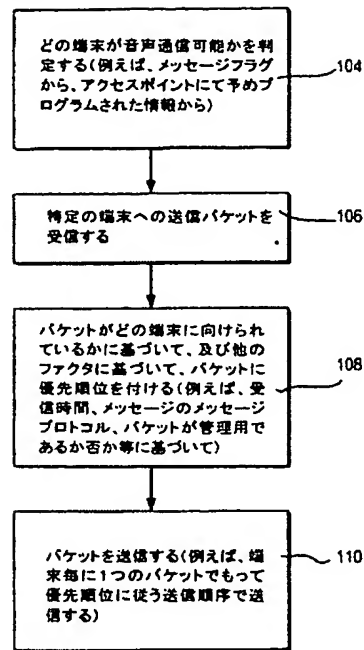 どの端末が音声通信可能かを判
定する(例えば、メッセージフラグ
から、アクセスポイントにて予めプ
ログラムされた情報から)
104
特定の端末への送信パケットを
受信する
106
パケットがどの端末に向けられ
ているかに基づいて、及び他の
ファクタに基づいて、パケットに
優先順位を付ける(例えば、受
信時間、メッセージのメッセージ
プロトコル、パケットが管理用で
あるか否か等に基づいて)
108
パケットを送信する(例えば、端
末毎に1つのパケットでもって
優先順位に従う送信順序で送
信する)
110